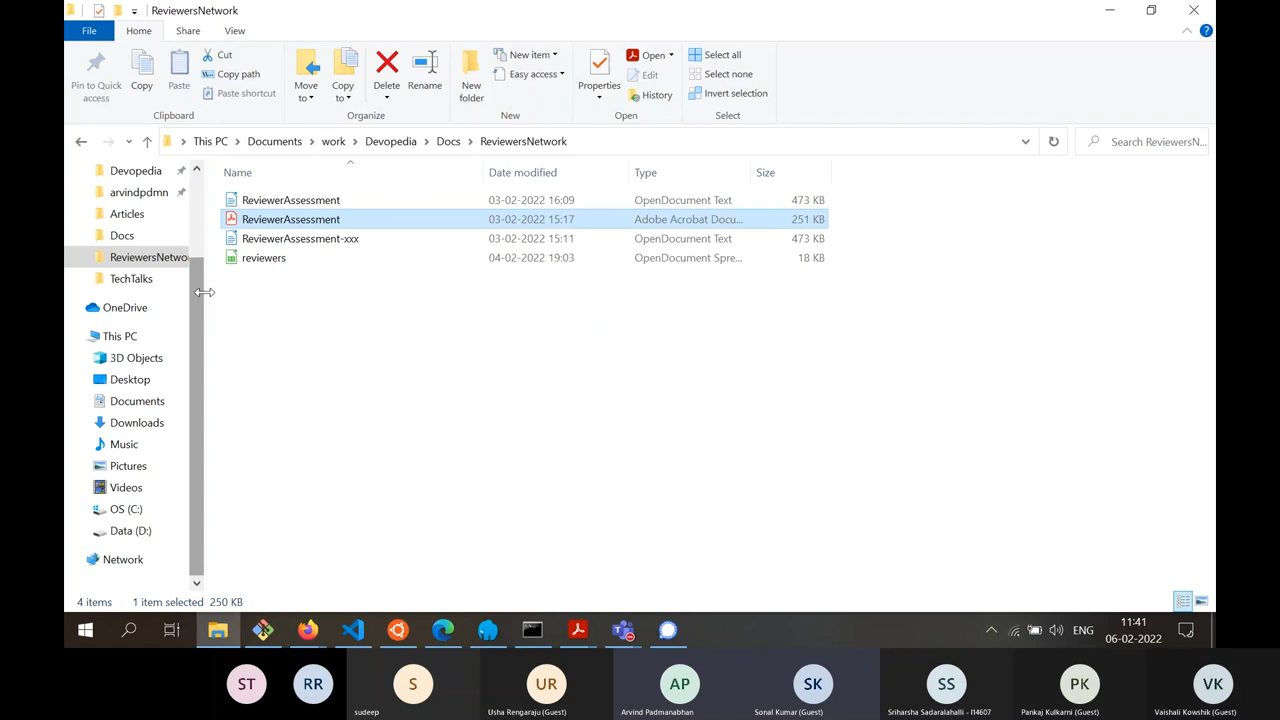 ReviewersNetwork
File Home Share View
Pin to Quick access
Copy
Paste
Cut
Copy path
Paste shortcut
Clipboard
Move to
Copy to
Delete
Rename
Organize
New folder
New item
Easy access
New
Properties
Open
Edit
History
Open
Select all
Select none
Invert selection
Select
This PC > Documents > work > Devopedia > Docs > ReviewersNetwork
Search ReviewersN...
Name Date modified Type Size
ReviewerAssessment 03-02-2022 16:09 OpenDocument Text 473 KB
ReviewerAssessment 03-02-2022 15:17 Adobe Acrobat Docu... 251 KB
ReviewerAssessment-xxx 03-02-2022 15:11 OpenDocument Text 473 KB
reviewers 04-02-2022 19:03 OpenDocument Spre... 18 KB
Devopedia
arvindpdmn
Articles
Docs
ReviewersNetwo
TechTalks
OneDrive
This PC
3D Objects
Desktop
Documents
Downloads
Music
Pictures
Videos
OS (C:)
Data (D:)
Network
4 items 1 item selected 250 KB
ENG
11:41
06-02-2022
ST RR S UR AP SK SS PK VK
sudeep Usha Rengaraju (Guest) Arvind Padmanabhan Sonal Kumar (Guest) Sriharsha Sadaralahalli - I14607 Pankaj Kulkarni (Guest) Vaishali Kowshik (Guest)